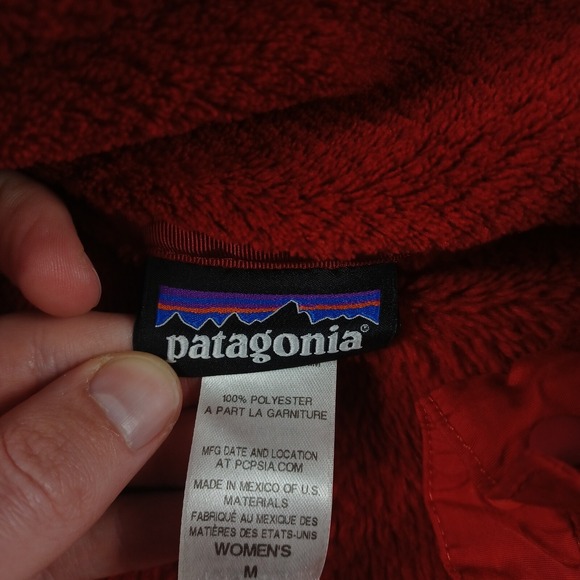 patagonia®
100% POLYESTER
A PART LA GARNITURE
MFG DATE AND LOCATION
AT PCPSIA.COM
MADE IN MEXICO OF U.S.
MATERIALS
FABRIQUÉ AU MEXIQUE DES
MATIÈRES DES ETATS-UNIS
WOMEN'S
M